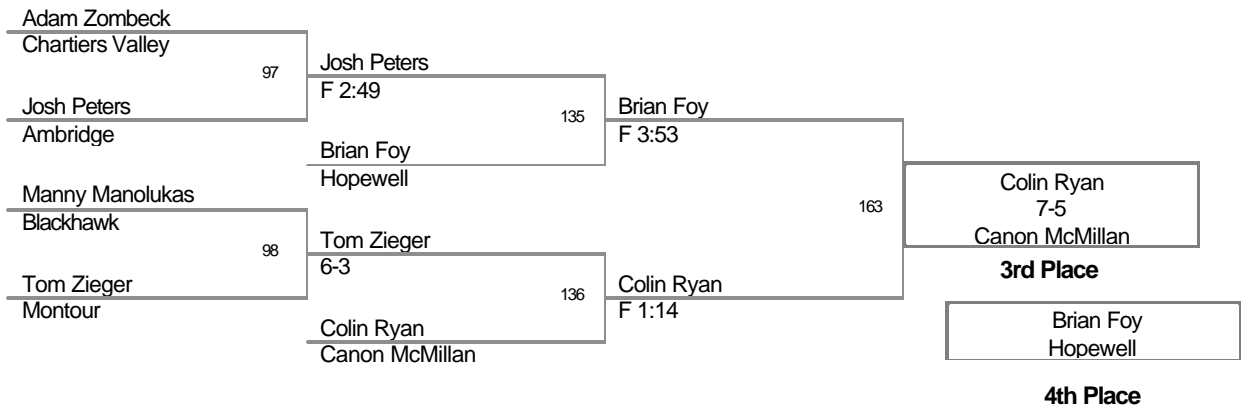 Adam Zombeck
Chartiers Valley
97
Josh Peters
Ambridge
Josh Peters
F 2:49
135
Brian Foy
Hopewell
Manny Manolukas
Blackhawk
98
Tom Zieger
Montour
Tom Zieger
6-3
136
Colin Ryan
Canon McMillan
Brian Foy
F 3:53
163
Colin Ryan
F 1:14
Colin Ryan
7-5
Canon McMillan
3rd Place
Brian Foy
Hopewell
4th Place